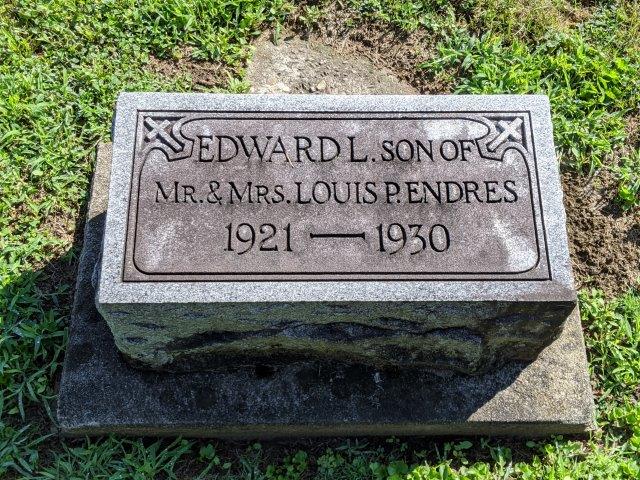 EDWARD L. SON OF
MR. & MRS. LOUIS P. ENDRES
1921 — 1930